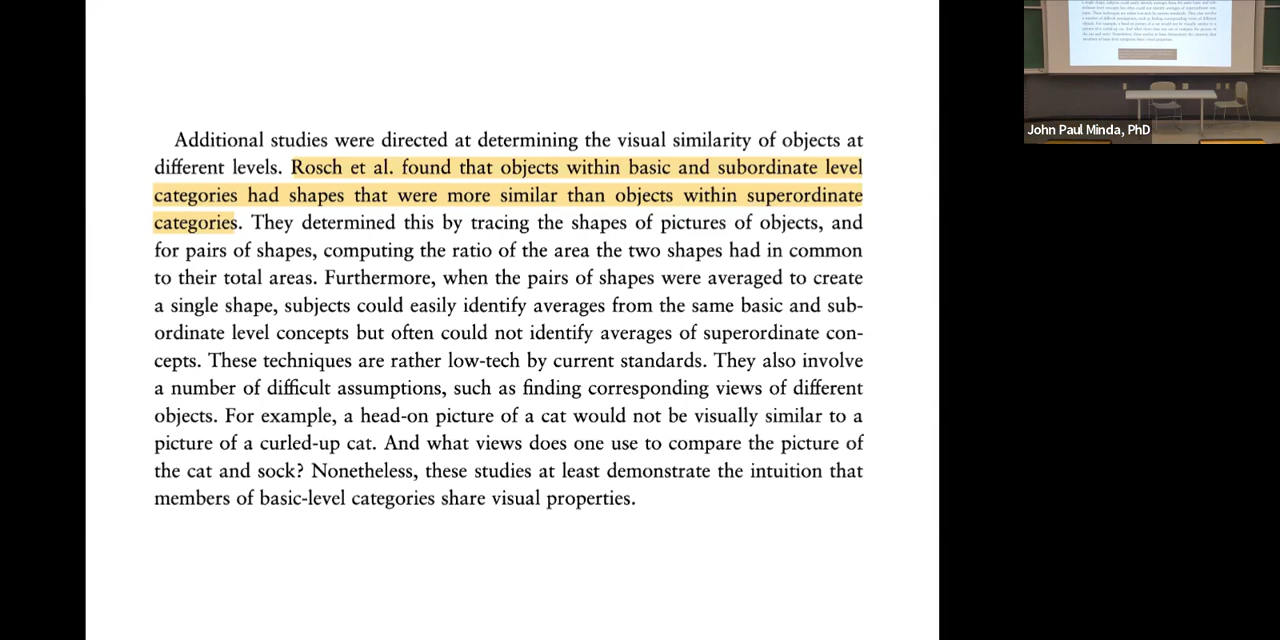 Additional studies were directed at determining the visual similarity of objects at
different levels. Rosch et al. found that objects within basic and subordinate level
categories had shapes that were more similar than objects within superordinate
categories. They determined this by tracing the shapes of pictures of objects, and
for pairs of shapes, computing the ratio of the area the two shapes had in common
to their total areas. Furthermore, when the pairs of shapes were averaged to create
a single shape, subjects could easily identify averages from the same basic and sub-
ordinate level concepts but often could not identify averages of superordinate con-
cepts. These techniques are rather low-tech by current standards. They also involve
a number of difficult assumptions, such as finding corresponding views of different
objects. For example, a head-on picture of a cat would not be visually similar to a
picture of a curled-up cat. And what views does one use to compare the picture of
the cat and sock? Nonetheless, these studies at least demonstrate the intuition that
members of basic-level categories share visual properties.
John Paul Minda, PhD